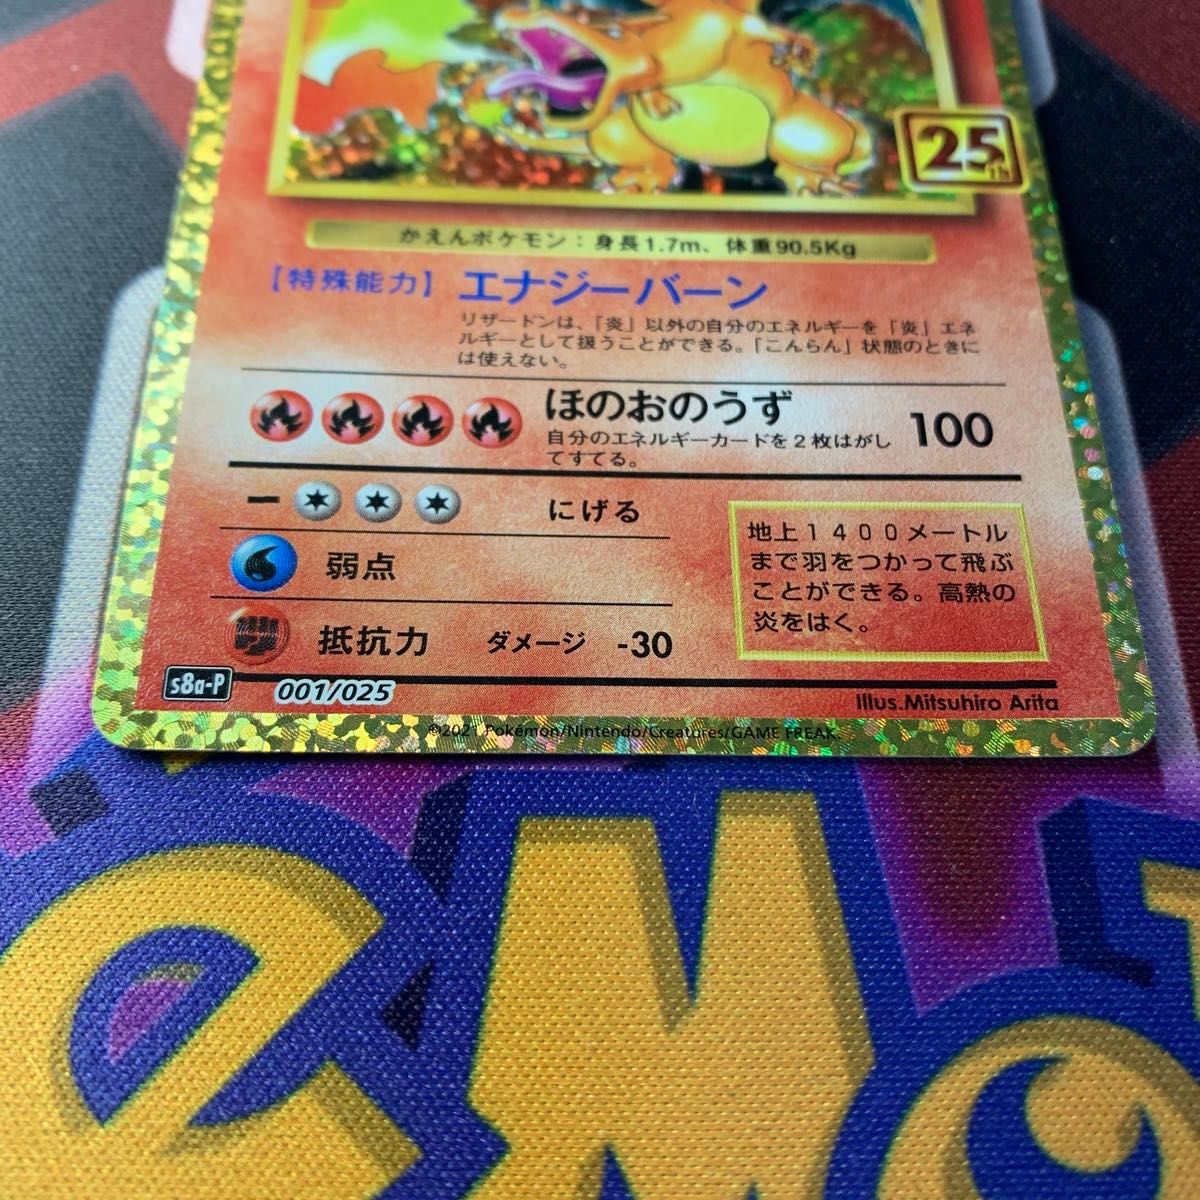 25th
かえんポケモン：身長1.7m、体重90.5Kg
【特殊能力】 エナジーバーン
リザードンは、「炎」以外の自分のエネルギーを「炎」エネ
ルギーとして扱うことができる。「こんらん」状態のときに
は使えない。
ほのおのうず 100
自分のエネルギーカードを2枚はがし
てすてる。
にげる
弱点
抵抗力 ダメージ -30
地上1400メートル
まで羽をつかって飛ぶ
ことができる。高熱の
炎をはく。
s8a-P 001/025
Illus.Mitsuhiro Arita
©2021 Pokémon/Nintendo/Creatures/GAME FREAK.